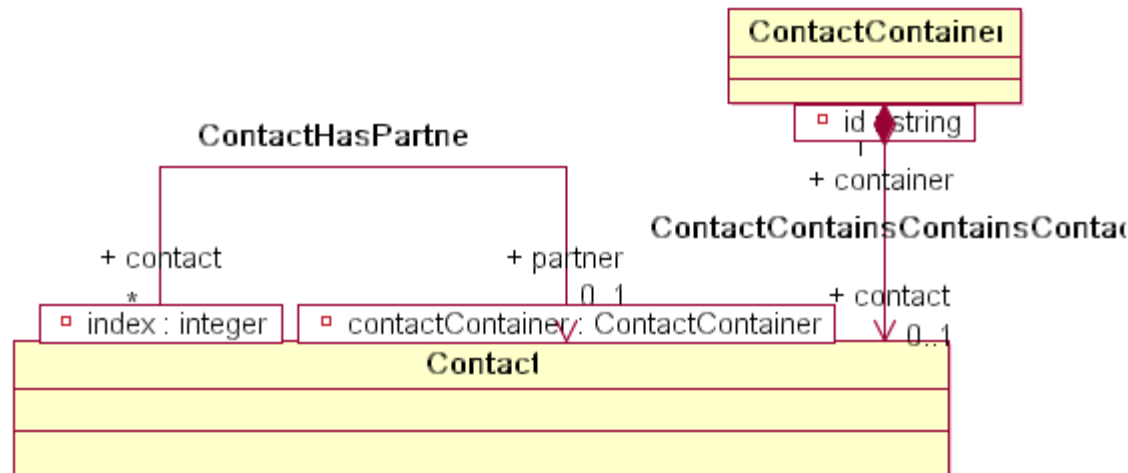 ContactContainer
id : string
ContactHasPartne
+ container
ContactContainsContainsContac
+ contact
+ partner
*
0..1
+ contact
0..1
index : integer
contactContainer : ContactContainer
Contact